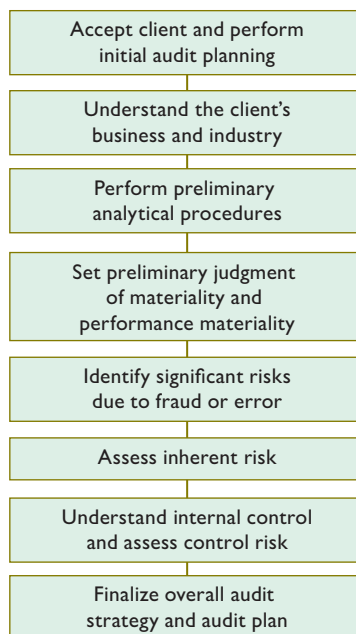 Accept client and perform
initial audit planning
Understand the client's
business and industry
Perform preliminary
analytical procedures
Set preliminary judgment
of materiality and
performance materiality
Identify significant risks
due to fraud or error
Assess inherent risk
Understand internal control
and assess control risk
Finalize overall audit
strategy and audit plan